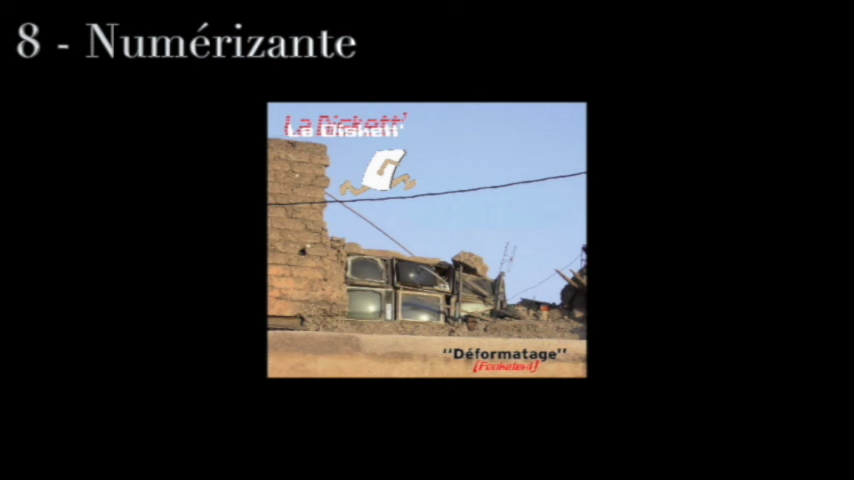 8 - Numérizante
La Diskett'
La Diskett'
“Déformatage”